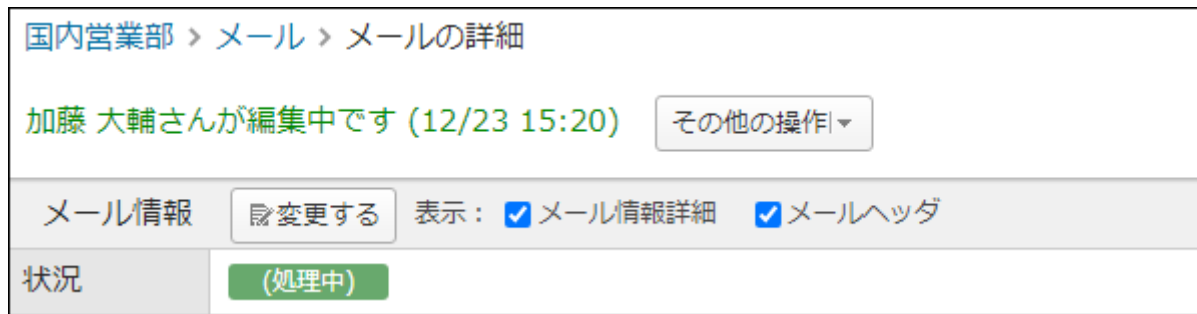 国内営業部 > メール > メールの詳細
加藤 大輔さんが編集中です (12/23 15:20) その他の操作
メール情報 変更する 表示： メール情報詳細 メールヘッダ
状況 (処理中)